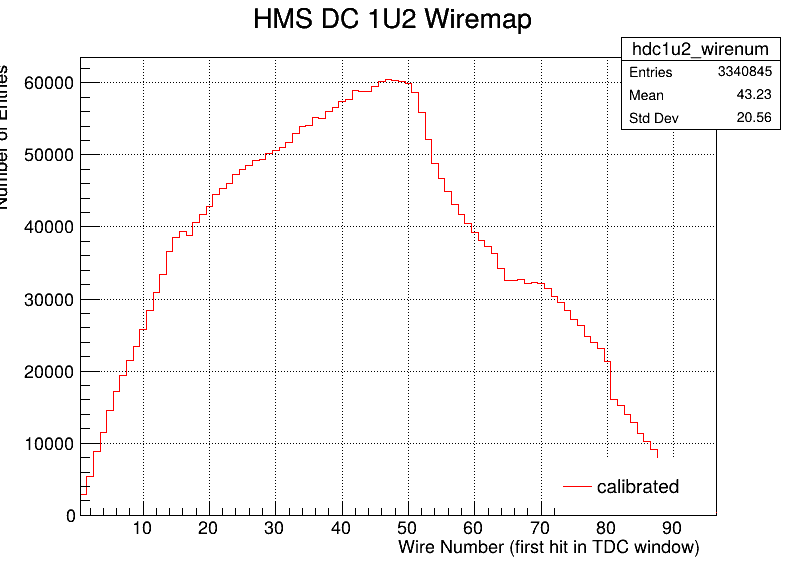 HMS DC 1U2 Wiremap
hdc1u2_wirenum
Entries 3340845
Mean 43.23
Std Dev 20.56
Number of Entries
60000
50000
40000
30000
20000
10000
0
calibrated
10 20 30 40 50 60 70 80 90
Wire Number (first hit in TDC window)